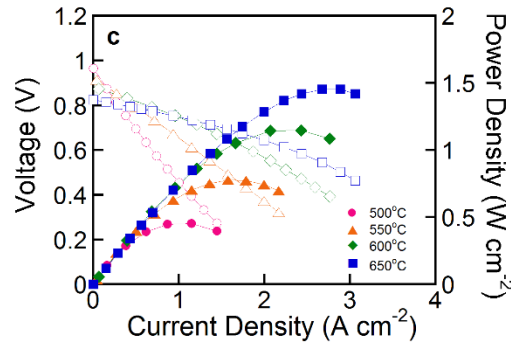 c
Voltage (V)
1.2
1
0.8
0.6
0.4
0.2
0
0
1
2
3
4
Current Density (A cm⁻²)
2
1.5
1
0.5
0
Power Density (W cm⁻²)
500°C
550°C
600°C
650°C